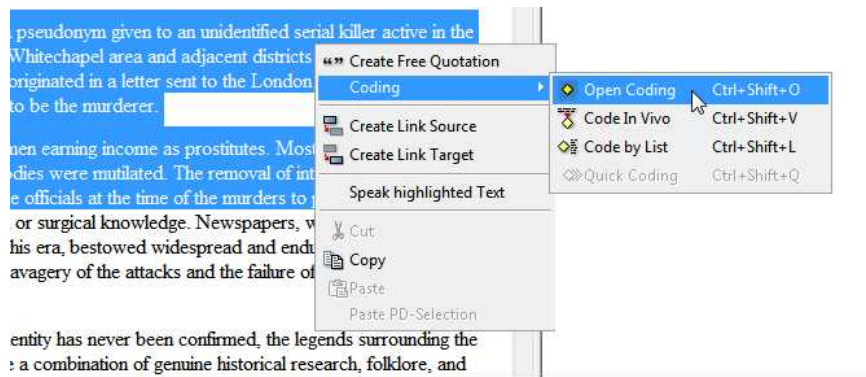 pseudonym given to an unidentified serial killer active in the
Whitechapel area and adjacent districts
originated in a letter sent to the London
to be the murderer.
men earning income as prostitutes. Most
odies were mutilated. The removal of int
e officials at the time of the murders to
or surgical knowledge. Newspapers, w
his era, bestowed widespread and endu
avagery of the attacks and the failure of
entity has never been confirmed, the legends surrounding the
a combination of genuine historical research, folklore, and
Create Free Quotation
Coding
Create Link Source
Create Link Target
Speak highlighted Text
Cut
Copy
Paste
Paste PD-Selection
Open Coding Ctrl+Shift+O
Code In Vivo Ctrl+Shift+V
Code by List Ctrl+Shift+L
Quick Coding Ctrl+Shift+Q